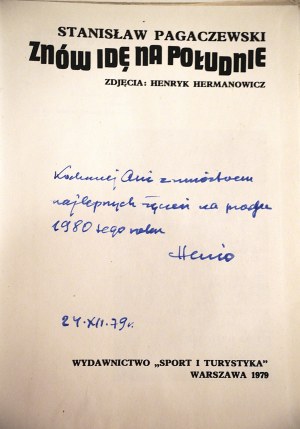 STANISŁAW PAGACZEWSKI
ZNÓW IDĘ NA POŁUDNIE
ZDJĘCIA: HENRYK HERMANOWICZ
Kochanej Ani z mnóstwem
najlepszych życzeń na progu
1980 tego roku
Henio
24.XII.79r.
WYDAWNICTWO „SPORT I TURYSTYKA”
WARSZAWA 1979